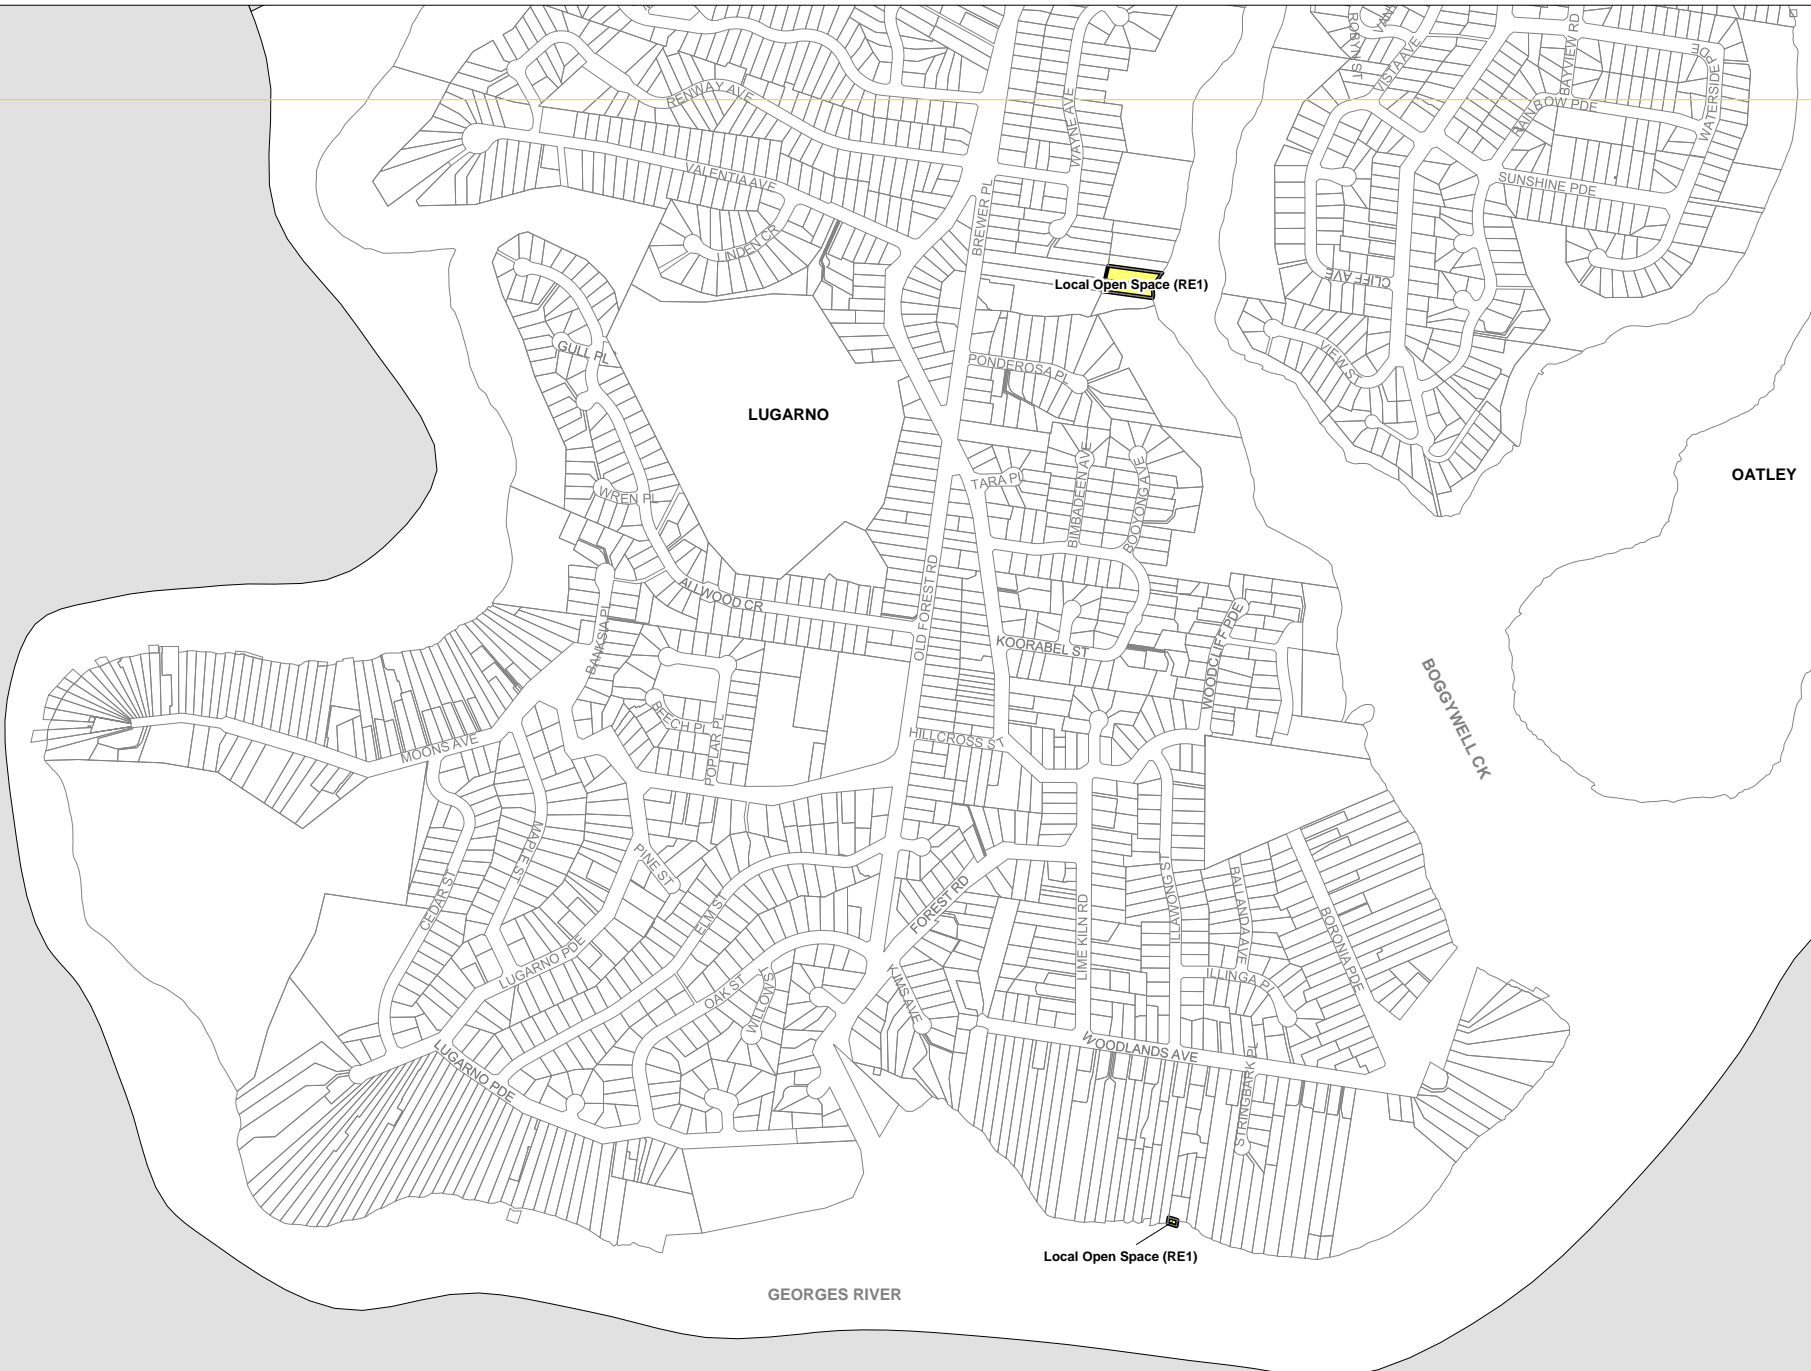 ROBYN ST
VISTA AVE
BAYVIEW RD
WATERSIDE PDE
RAINBOW PDE
RENWAY AVE
WAYNE AVE
VALENTIA AVE
SUNSHINE PDE
BREWER PL
LINDEN CR
CLIFF AVE
Local Open Space (RE1)
GULL PL
VIEW ST
PONDEROSA PL
LUGARNO
OATLEY
TARA PL
BIMBADEEN AVE
BOOYONG AVE
WREN PL
ALLWOOD CR
OLD FOREST RD
BANKSIA PL
KOORABEL ST
WOODCLIFF PDE
BOGGYWELL CK
BEECH PL
POPLAR PL
MOONS AVE
HILLCROSS ST
MAPLE ST
PINE ST
CEDAR ST
ELM ST
FOREST RD
LIME KILN RD
ILLAWONG ST
BALLANDA AVE
BORONIA PDE
LUGARNO PDE
OAK ST
WILLOW ST
KIMS AVE
ILLINGA PL
LUGARNO PDE
WOODLANDS AVE
STRINGBARK PL
Local Open Space (RE1)
GEORGES RIVER